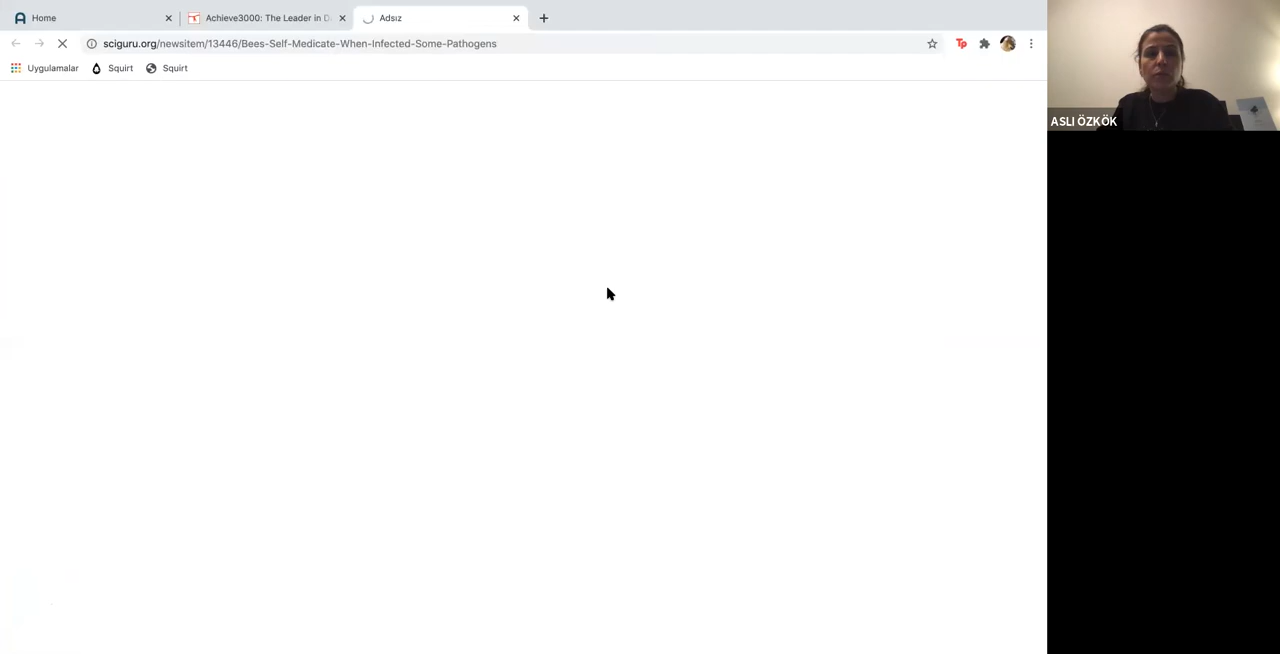 Home
Achieve3000: The Leader in D
Adsız
sciguru.org/newsitem/13446/Bees-Self-Medicate-When-Infected-Some-Pathogens
Tp
Uygulamalar
Squirt
Squirt
ASLI ÖZKÖK